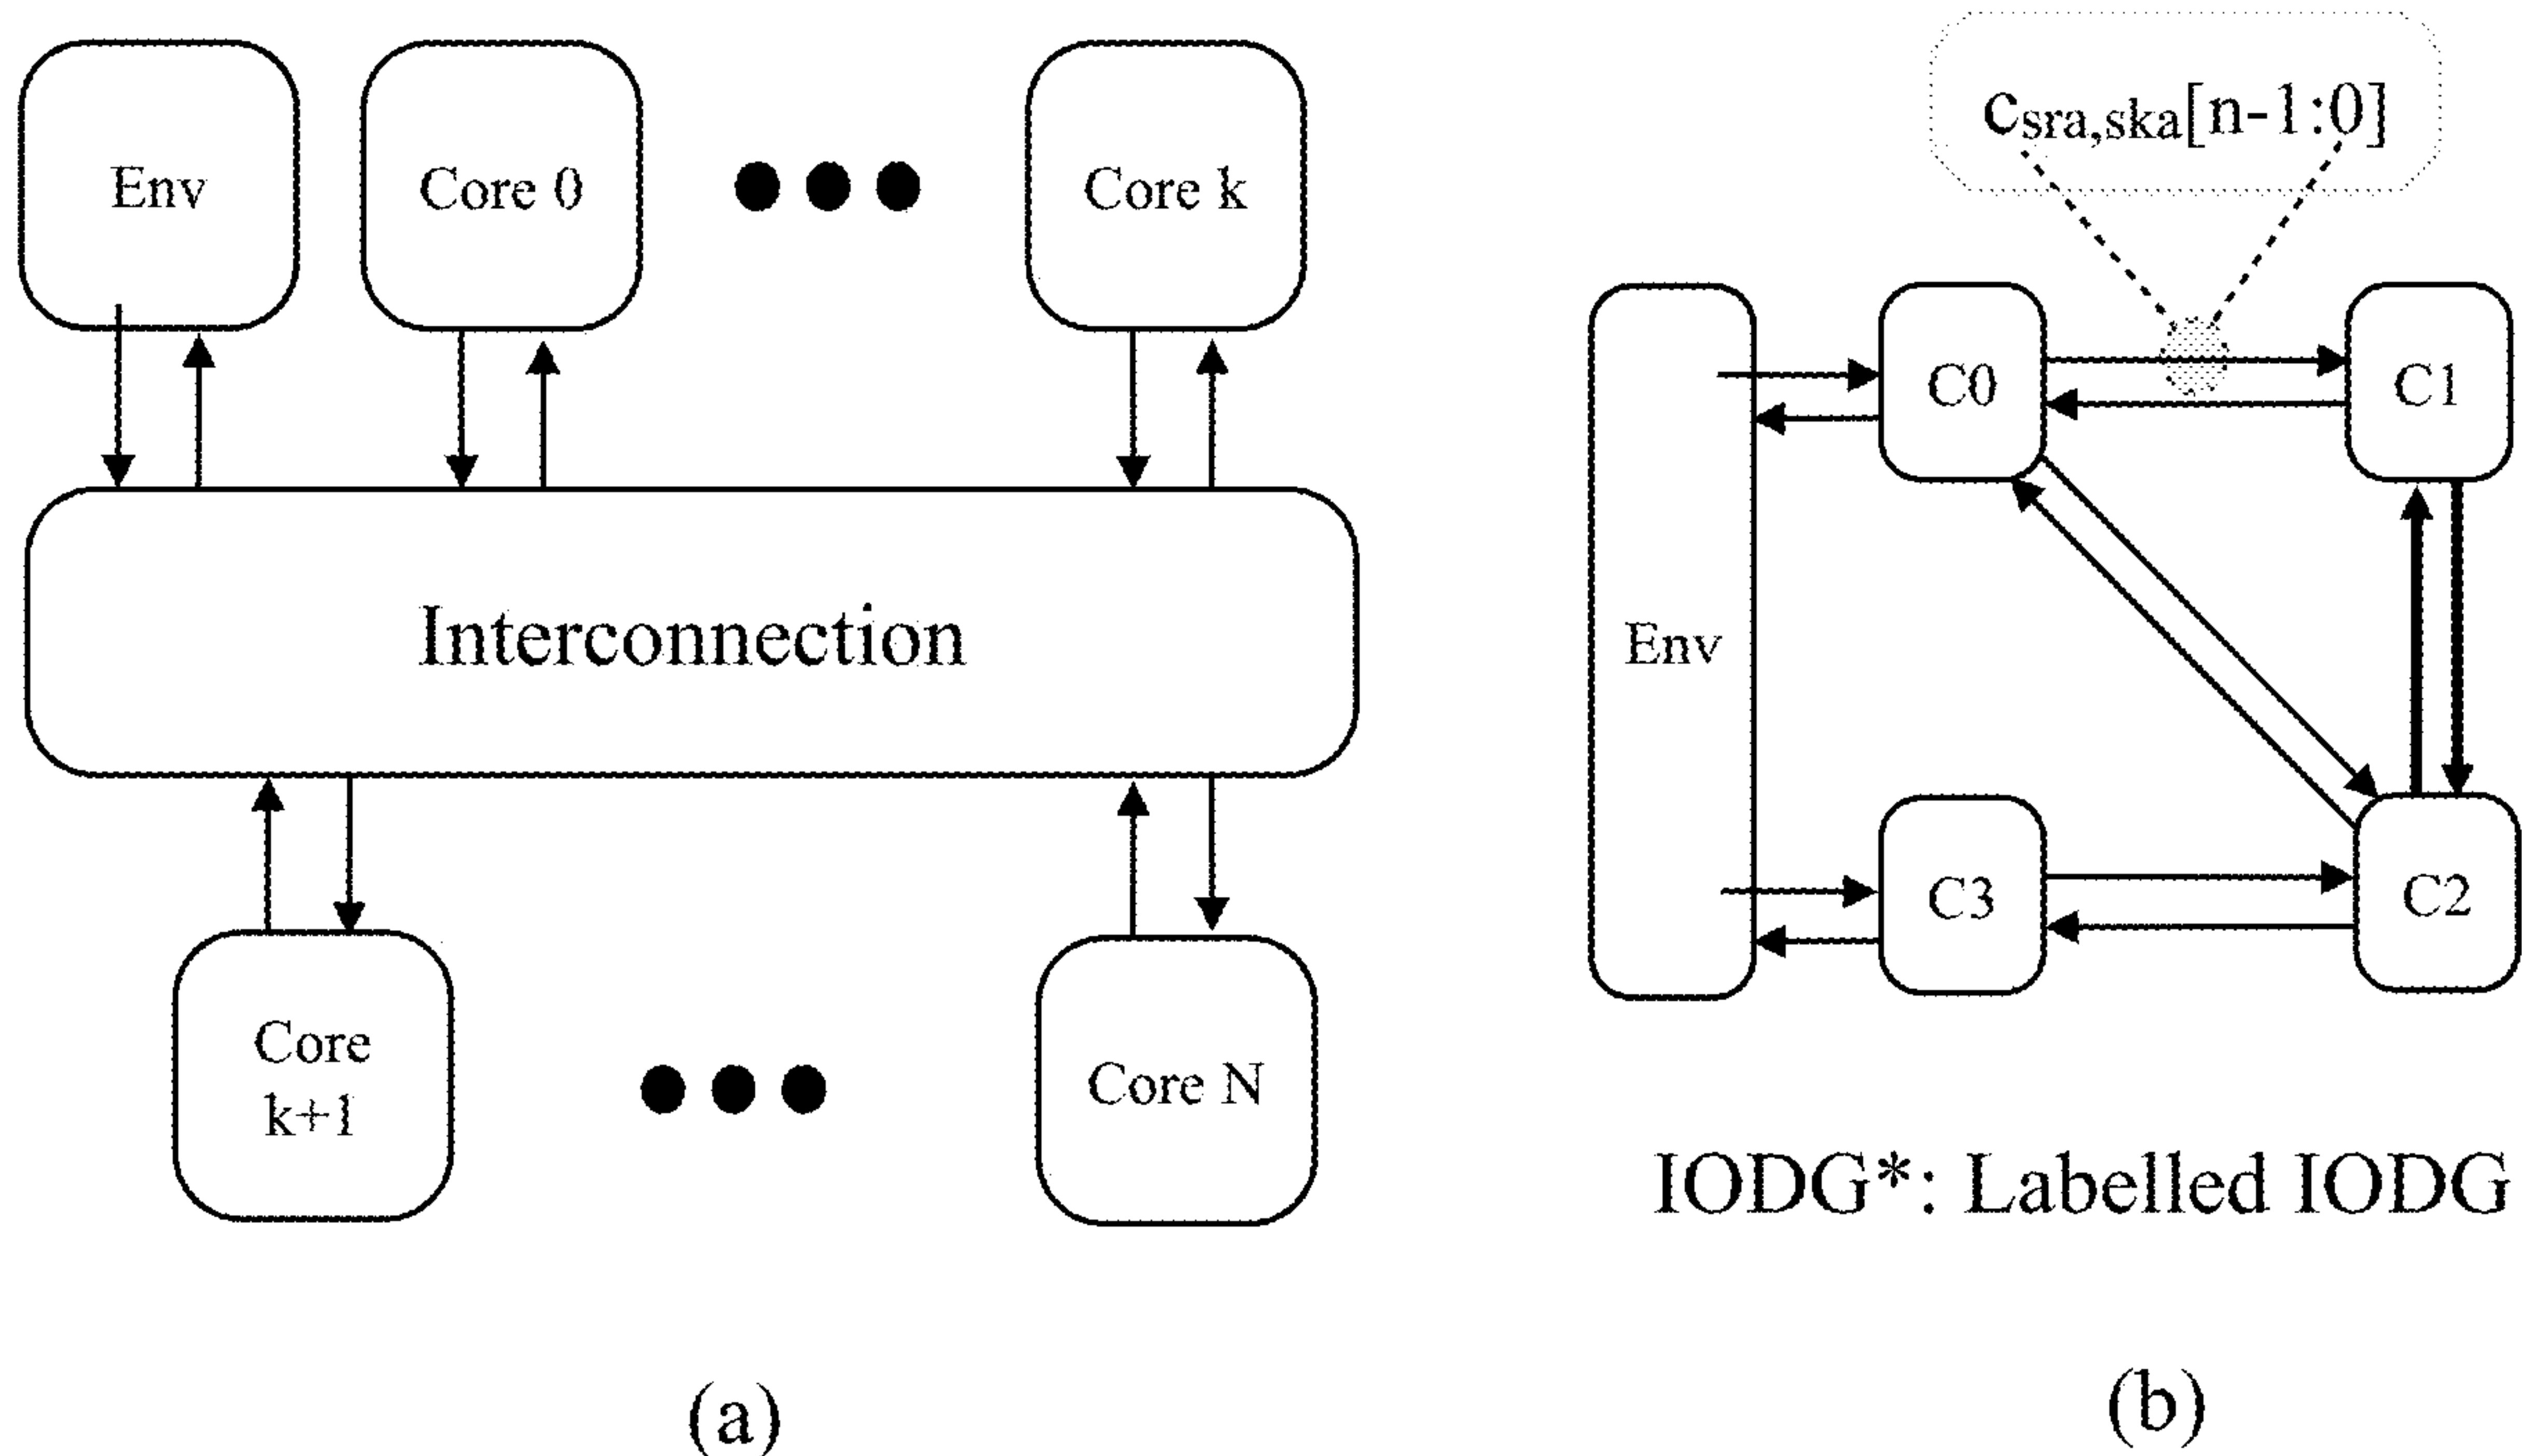 Env
Core 0
Core k
Interconnection
Core
k+1
Core N
(a)
c_sra,ska[n-1:0]
C0
C1
Env
C3
C2
IODG*: Labelled IODG
(b)